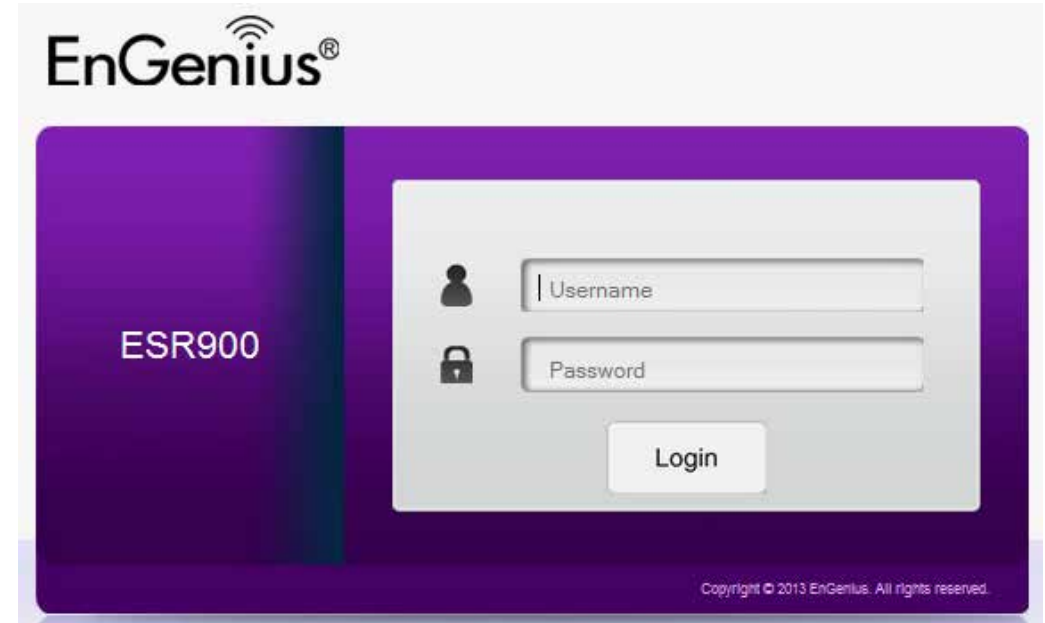 EnGenius®
Username
ESR900
Password
Login
Copyright © 2013 EnGenius. All rights reserved.